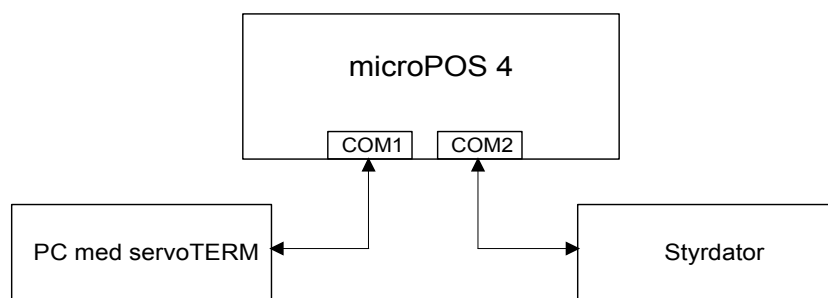 microPOS 4
COM1
COM2
PC med servoTERM
Styrdator